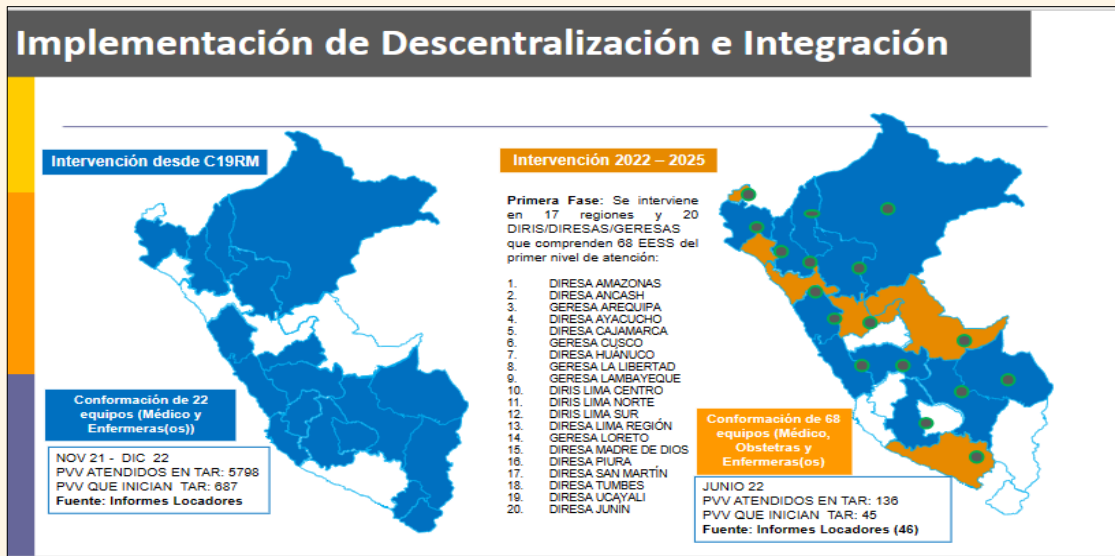 Implementación de Descentralización e Integración
Intervención desde C19RM
Conformación de 22
equipos (Médico y
Enfermeras(os))
NOV 21 - DIC 22
PVV ATENDIDOS EN TAR: 5798
PVV QUE INICIAN TAR: 687
Fuente: Informes Locadores
Intervención 2022 – 2025
Primera Fase: Se interviene
en 17 regiones y 20
DIRIS/DIRESAS/GERESAS
que comprenden 68 EESS del
primer nivel de atención:
1. DIRESA AMAZONAS
2. DIRESA ANCASH
3. GERESA AREQUIPA
4. DIRESA AYACUCHO
5. DIRESA CAJAMARCA
6. GERESA CUSCO
7. DIRESA HUANUCO
8. GERESA LA LIBERTAD
9. GERESA LAMBAYEQUE
10. DIRIS LIMA CENTRO
11. DIRIS LIMA NORTE
12. DIRIS LIMA SUR
13. DIRESA LIMA REGIÓN
14. GERESA LORETO
15. DIRESA MADRE DE DIOS
16. DIRESA PIURA
17. DIRESA SAN MARTÍN
18. DIRESA TUMBES
19. DIRESA UCAYALI
20. DIRESA JUNÍN
Conformación de 68
equipos (Médico,
Obstetras y
Enfermeras(os)
JUNIO 22
PVV ATENDIDOS EN TAR: 136
PVV QUE INICIAN TAR: 45
Fuente: Informes Locadores (46)